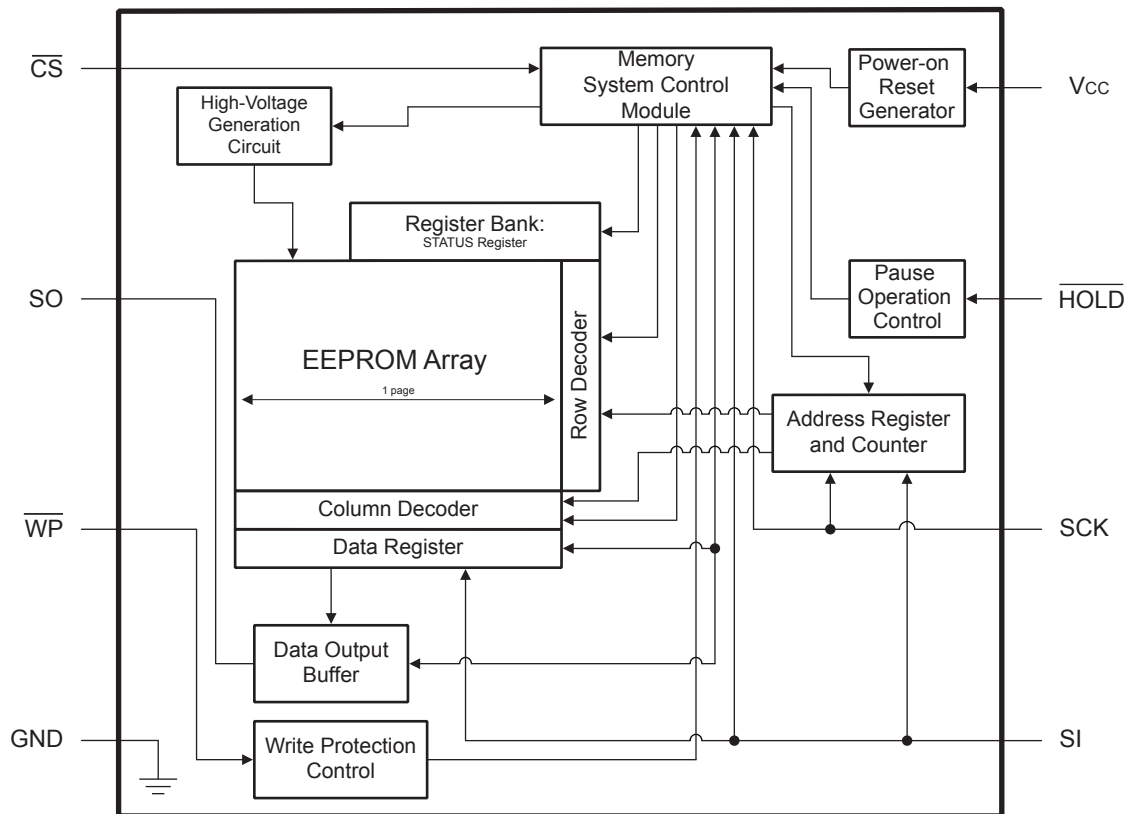 CS
High-Voltage
Generation
Circuit
Memory
System Control
Module
Power-on
Reset
Generator
VCC
Register Bank:
STATUS Register
SO
EEPROM Array
1 page
Row Decoder
Pause
Operation
Control
HOLD
Address Register
and Counter
Column Decoder
Data Register
WP
SCK
Data Output
Buffer
GND
Write Protection
Control
SI